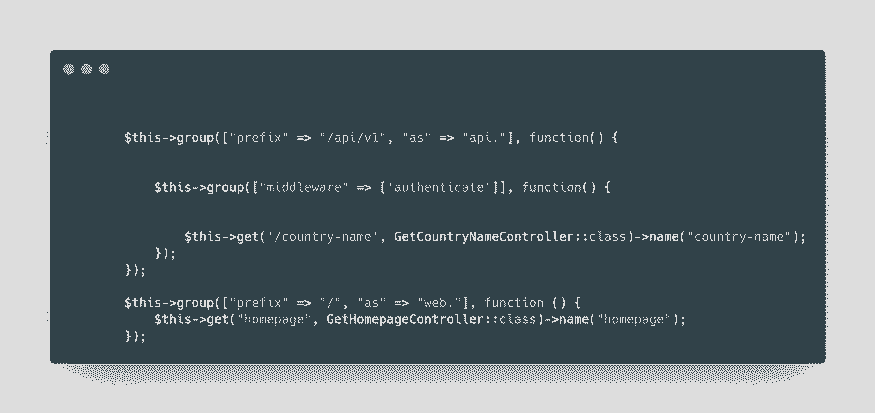 $this->group(["prefix" => "/api/v1", "as" => "api."], function() {
$this->group(["middleware" => ['authenticate']], function() {
$this->get('/country-name', GetCountryNameController::class)->name("country-name");
});
});
$this->group(["prefix" => "/", "as" => "web."], function () {
$this->get("homepage", GetHomepageController::class)->name("homepage");
});